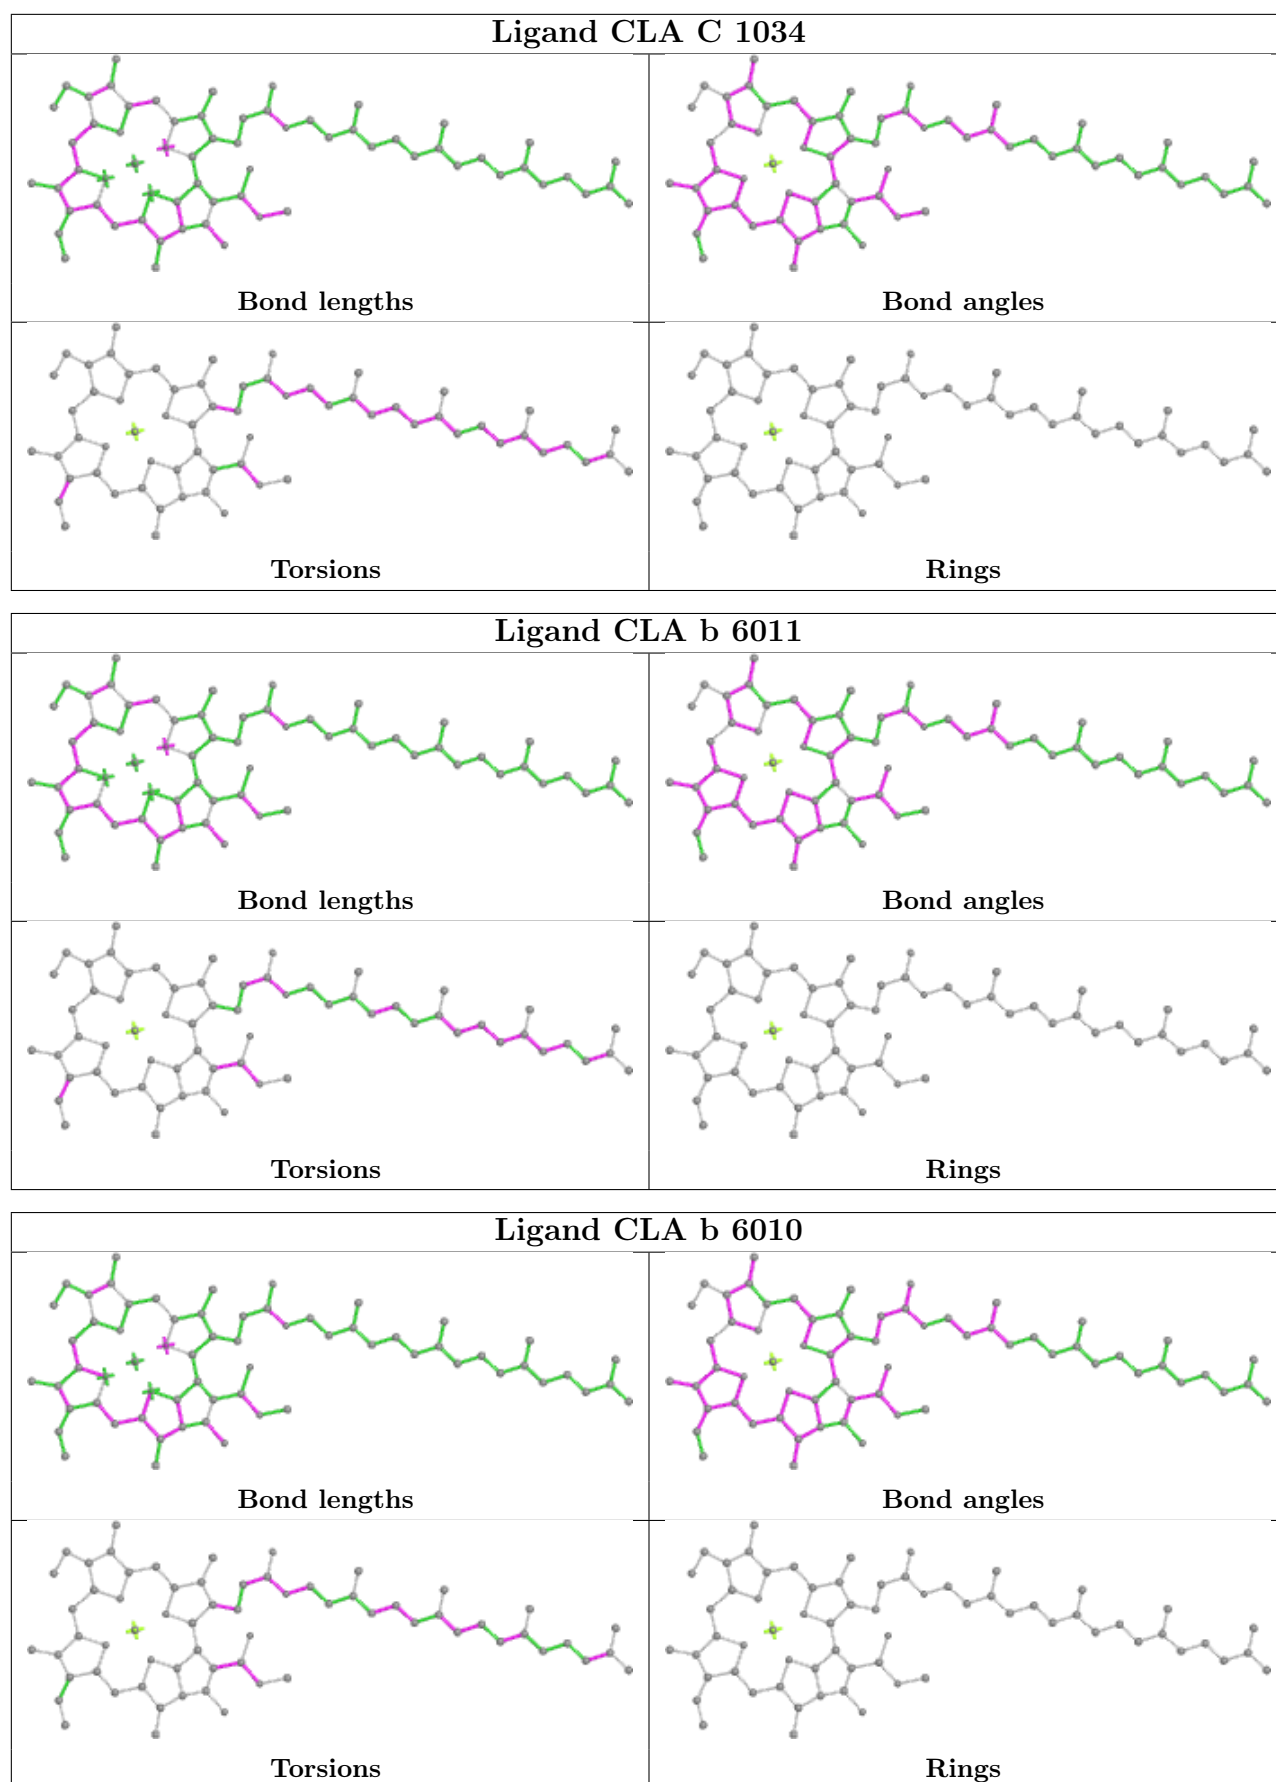 Ligand CLA C 1034
Bond lengths
Bond angles
Torsions
Rings
Ligand CLA b 6011
Bond lengths
Bond angles
Torsions
Rings
Ligand CLA b 6010
Bond lengths
Bond angles
Torsions
Rings